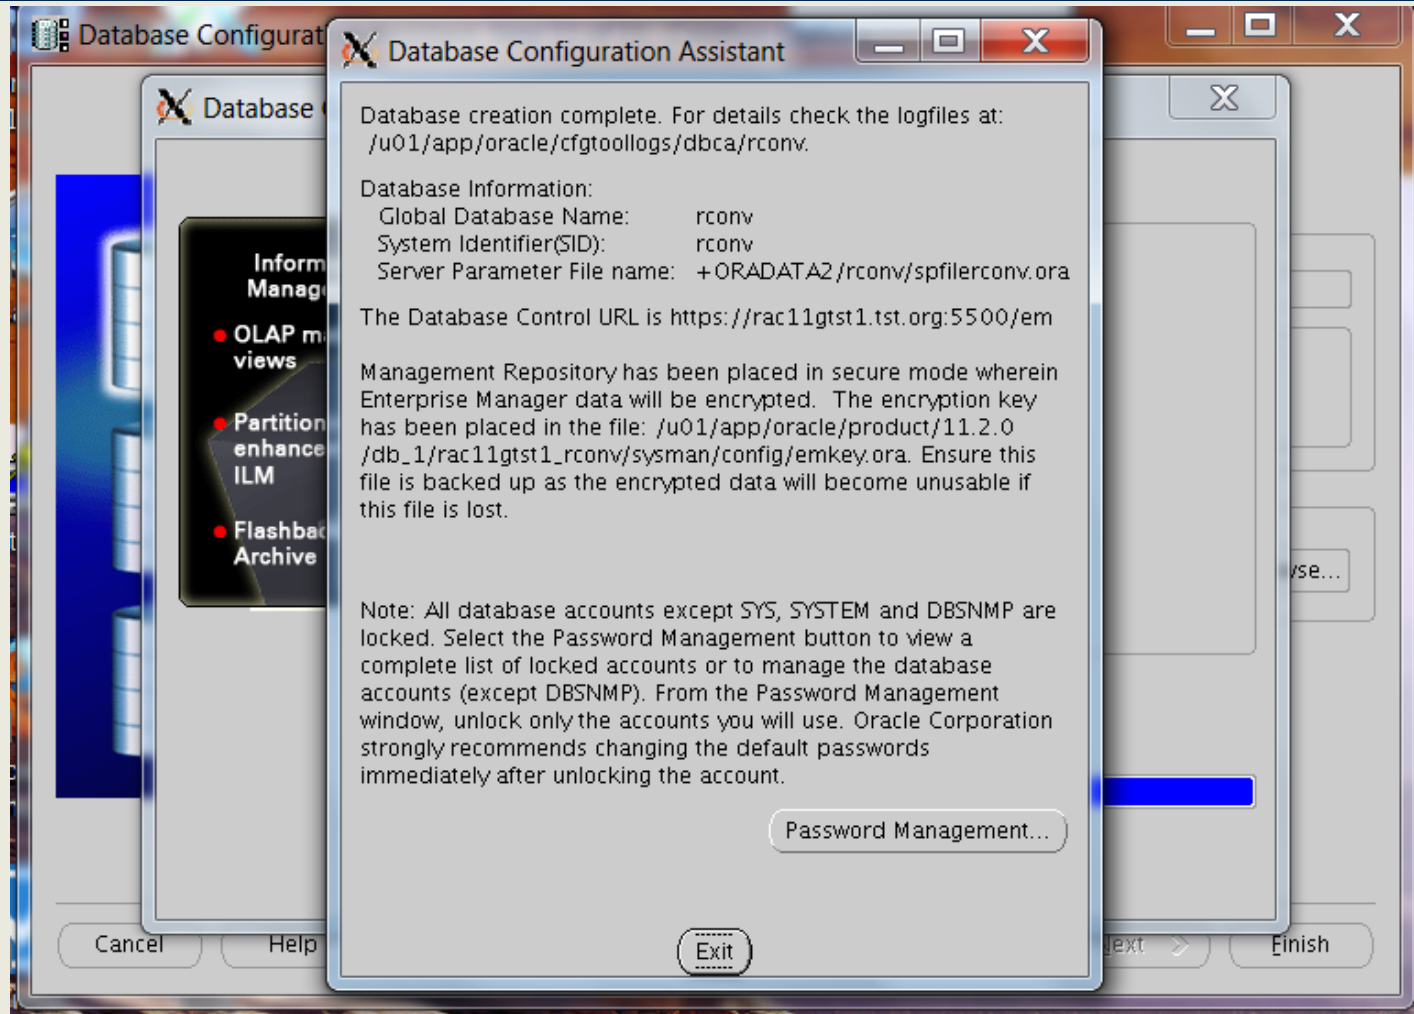 Database Configurat
Database Configuration Assistant
Database
Database creation complete. For details check the logfiles at:
/u01/app/oracle/cfgtoollogs/dbca/rconv.
Database Information:
Global Database Name: rconv
System Identifier(SID): rconv
Server Parameter File name: +ORADATA2/rconv/spfilerconv.ora
The Database Control URL is https://rac11gtst1.tst.org:5500/em
Management Repository has been placed in secure mode wherein
Enterprise Manager data will be encrypted. The encryption key
has been placed in the file: /u01/app/oracle/product/11.2.0
/db_1/rac11gtst1_rconv/sysman/config/emkey.ora. Ensure this
file is backed up as the encrypted data will become unusable if
this file is lost.
Note: All database accounts except SYS, SYSTEM and DBSNMP are
locked. Select the Password Management button to view a
complete list of locked accounts or to manage the database
accounts (except DBSNMP). From the Password Management
window, unlock only the accounts you will use. Oracle Corporation
strongly recommends changing the default passwords
immediately after unlocking the account.
Password Management...
Exit
Inform
Manag
OLAP m
views
Partition
enhance
ILM
Flashbac
Archive
wse...
Cancel
Help
Next
Finish